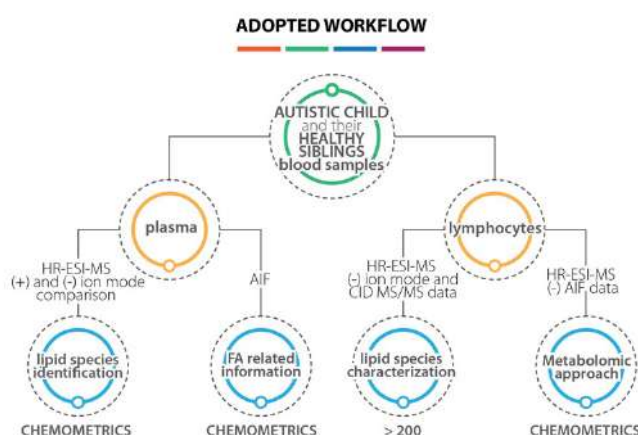 ADOPTED WORKFLOW
AUTISTIC CHILD
and their
HEALTHY
SIBLINGS
blood samples
plasma
lymphocytes
HR-ESI-MS
(+) and (-) ion mode
comparison
AIF
HR-ESI-MS
(-) ion mode and
CID MS/MS data
HR-ESI-MS
(-) AIF data
lipid species
identification
FA related
information
lipid species
characterization
Metabolomic
approach
CHEMOMETRICS
CHEMOMETRICS
> 200
CHEMOMETRICS